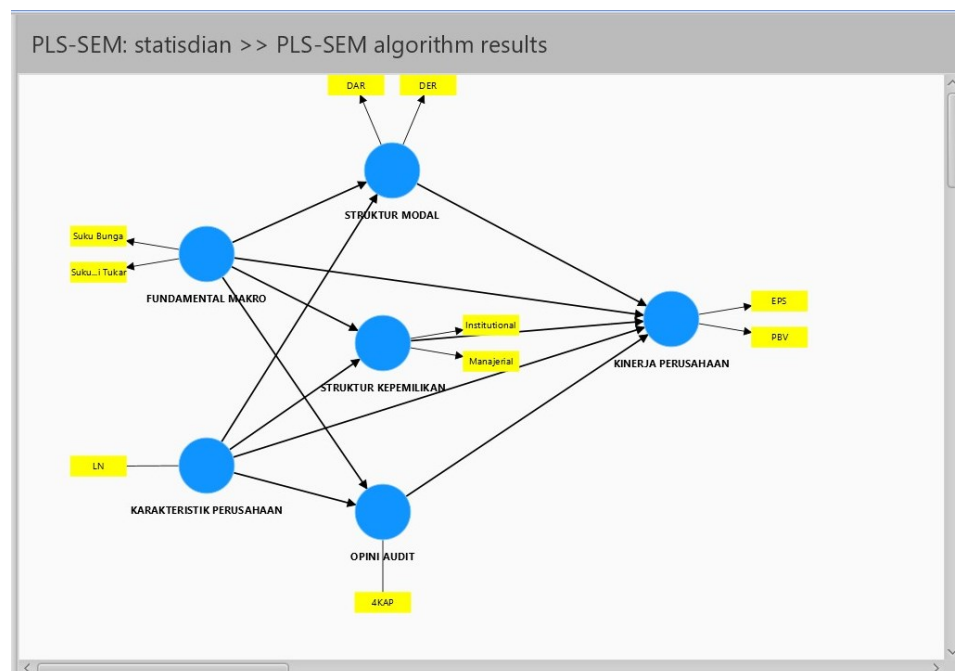 PLS-SEM: statisdian >> PLS-SEM algorithm results
DAR
DER
STRUKTUR MODAL
Suku Bunga
Suku...i Tukar
FUNDAMENTAL MAKRO
Institutional
Manajerial
STRUKTUR KEPEMILIKAN
EPS
PBV
KINERJA PERUSAHAAN
LN
KARAKTERISTIK PERUSAHAAN
OPINI AUDIT
4KAP